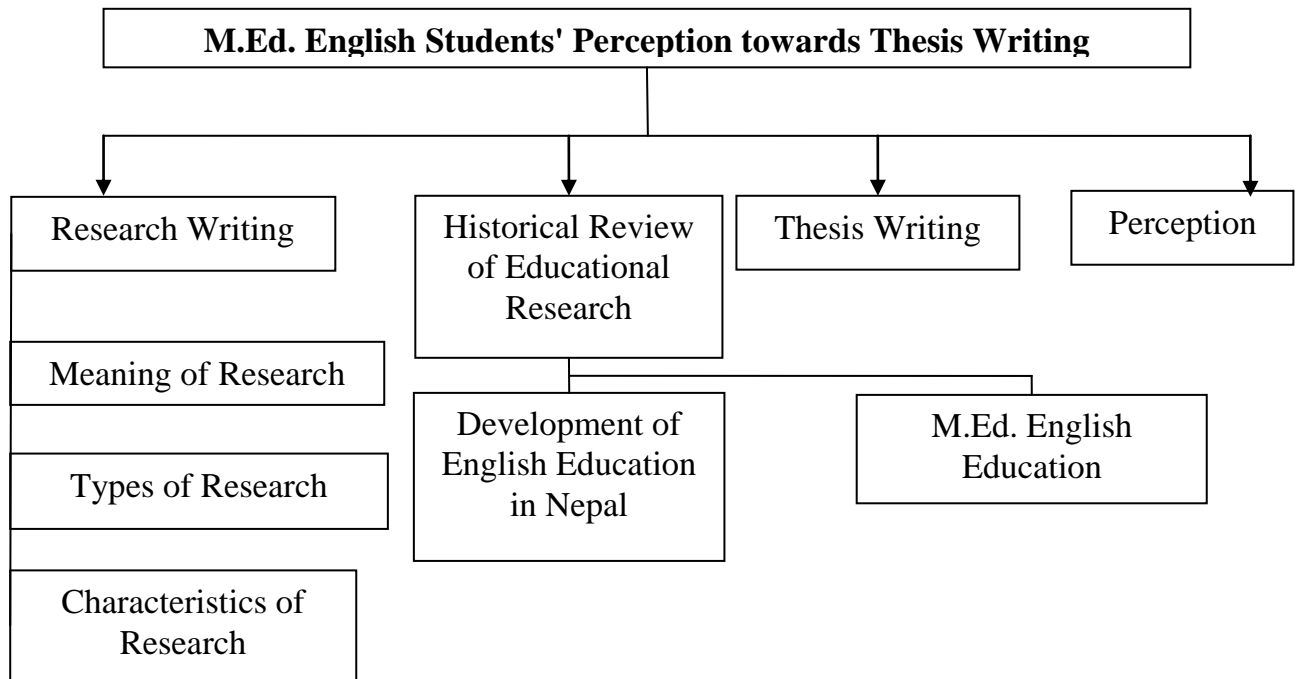 M.Ed. English Students' Perception towards Thesis Writing
Research Writing
Historical Review
of Educational
Research
Thesis Writing
Perception
Meaning of Research
Types of Research
Characteristics of
Research
Development of
English Education
in Nepal
M.Ed. English
Education